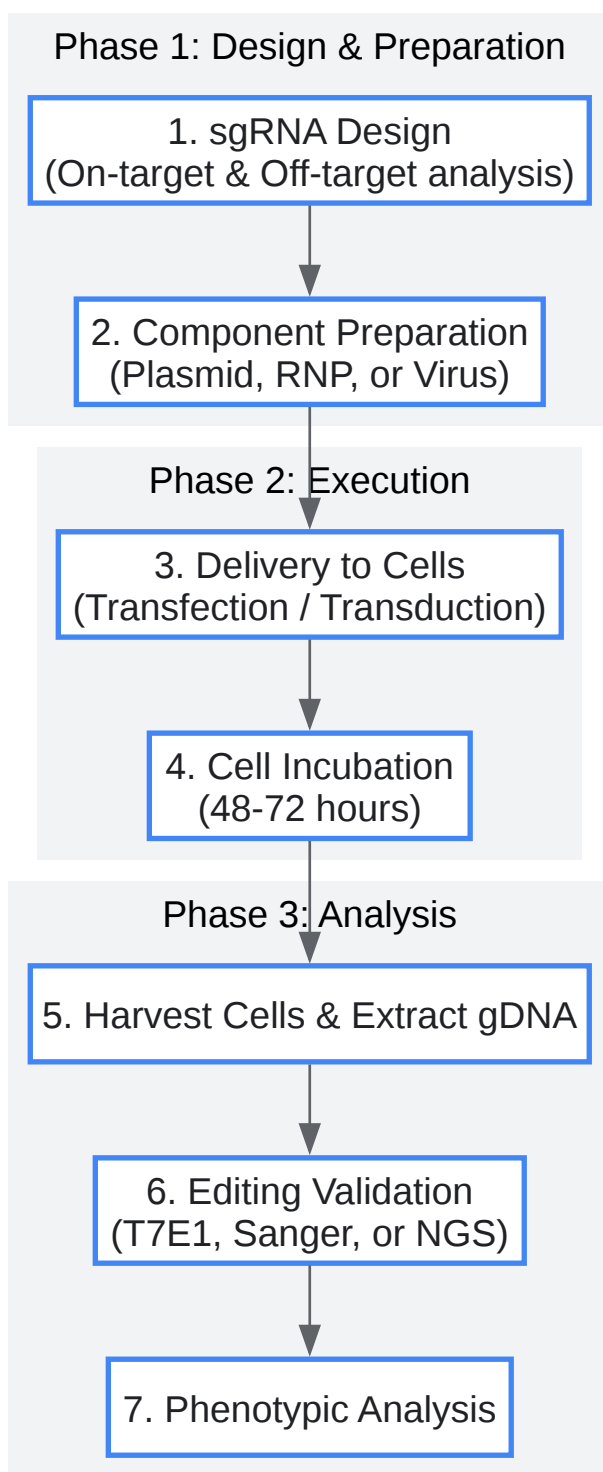 Phase 1: Design & Preparation
1. sgRNA Design
(On-target & Off-target analysis)
2. Component Preparation
(Plasmid, RNP, or Virus)
Phase 2: Execution
3. Delivery to Cells
(Transfection / Transduction)
4. Cell Incubation
(48-72 hours)
Phase 3: Analysis
5. Harvest Cells & Extract gDNA
6. Editing Validation
(T7E1, Sanger, or NGS)
7. Phenotypic Analysis